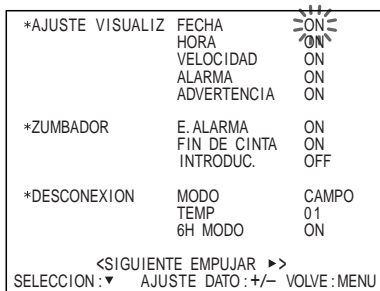 *AJUSTE VISUALIZ FECHA ON
HORA ON
VELOCIDAD ON
ALARMA ON
ADVERTENCIA ON
*ZUMBADOR E.ALARMA ON
FIN DE CINTA ON
INTRODUC. OFF
*DESCONEXION MODO CAMPO
TEMP 01
6H MODO ON
<SIGUIENTE EMPUJAR ►>
SELECCION:▼ AJUSTE DATO:+/– VOLVE:MENU